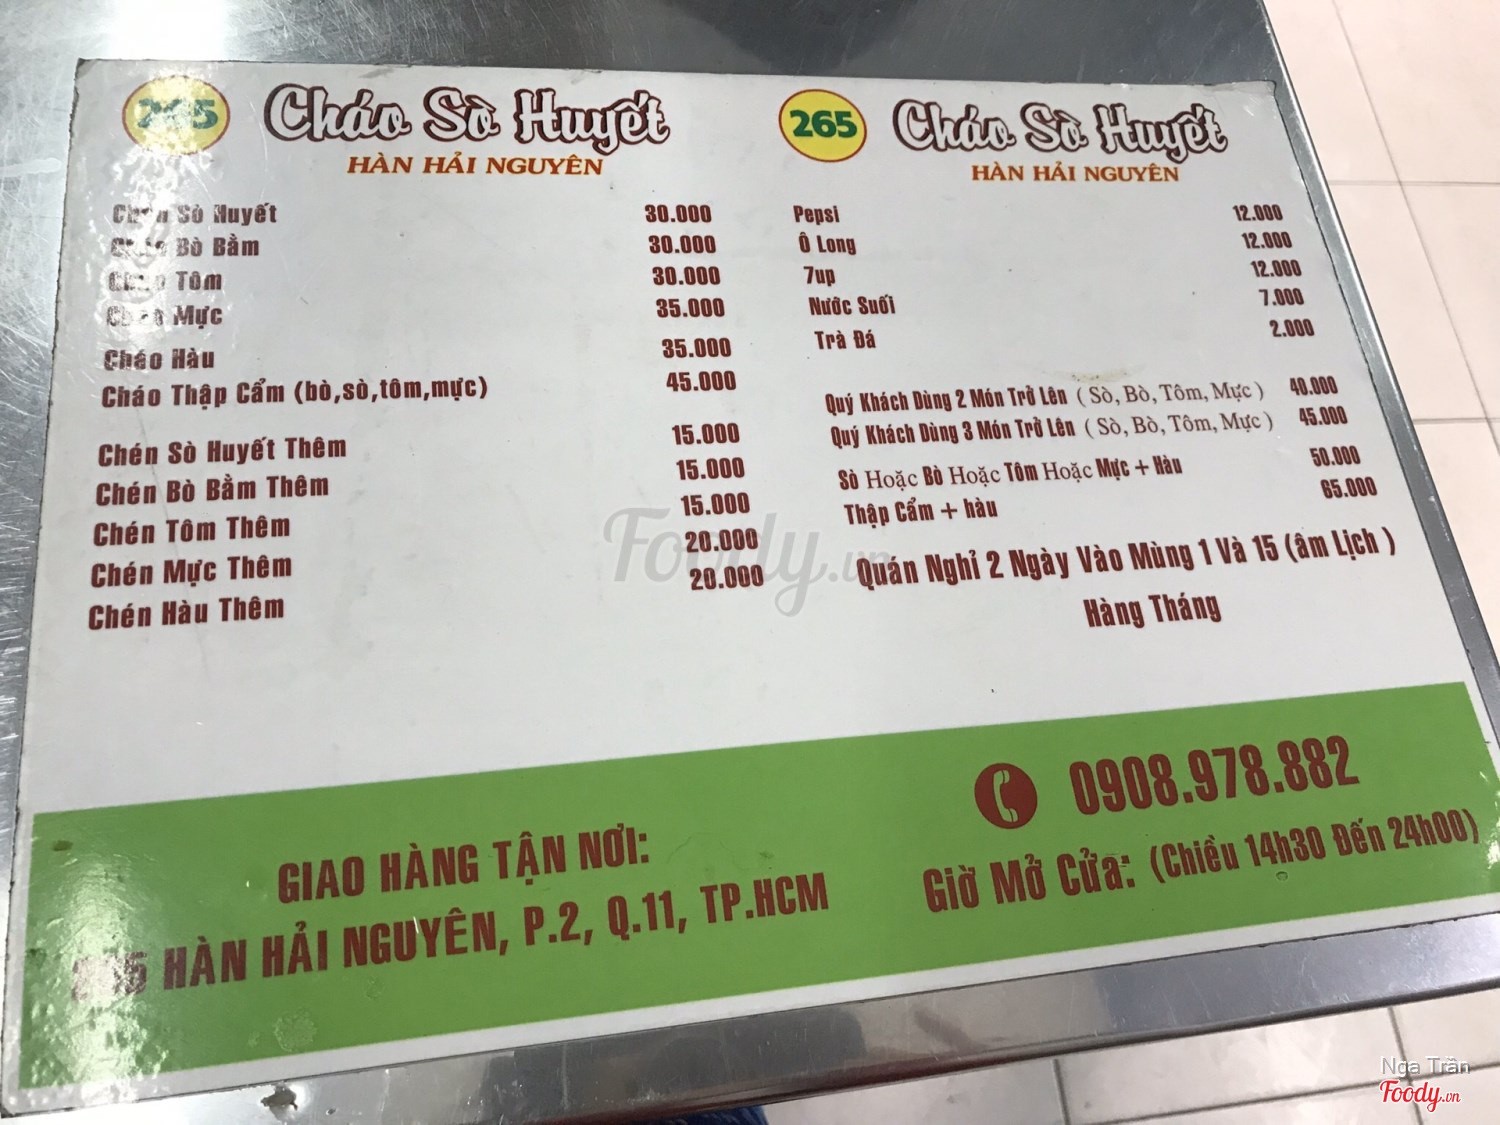 265 Cháo Sò Huyết
HÀN HẢI NGUYÊN
Sò Huyết 30.000
Bò Bằm 30.000
Cháo Tôm 30.000
Cháo Mực 35.000
Cháo Hàu 35.000
Cháo Thập Cẩm (bò,sò,tôm,mực) 45.000
Chén Sò Huyết Thêm 15.000
Chén Bò Bằm Thêm 15.000
Chén Tôm Thêm 15.000
Chén Mực Thêm 20.000
Chén Hàu Thêm 20.000
265 Cháo Sò Huyết
HÀN HẢI NGUYÊN
Pepsi 12.000
Ô Long 12.000
7up 12.000
Nước Suối 7.000
Trà Đá 2.000
Quý Khách Dùng 2 Món Trở Lên ( Sò, Bò, Tôm, Mực ) 40.000
Quý Khách Dùng 3 Món Trở Lên ( Sò, Bò, Tôm, Mực ) 45.000
Sò Hoặc Bò Hoặc Tôm Hoặc Mực + Hàu 50.000
Thập Cẩm + hàu 65.000
Quán Nghỉ 2 Ngày Vào Mùng 1 Và 15 (âm Lịch )
Hàng Tháng
GIAO HÀNG TẬN NƠI:
265 HÀN HẢI NGUYÊN, P.2, Q.11, TP.HCM
0908.978.882
Giờ Mở Cửa: (Chiều 14h30 Đến 24h00)
Foody.vn
Nga Trần
Foody.vn